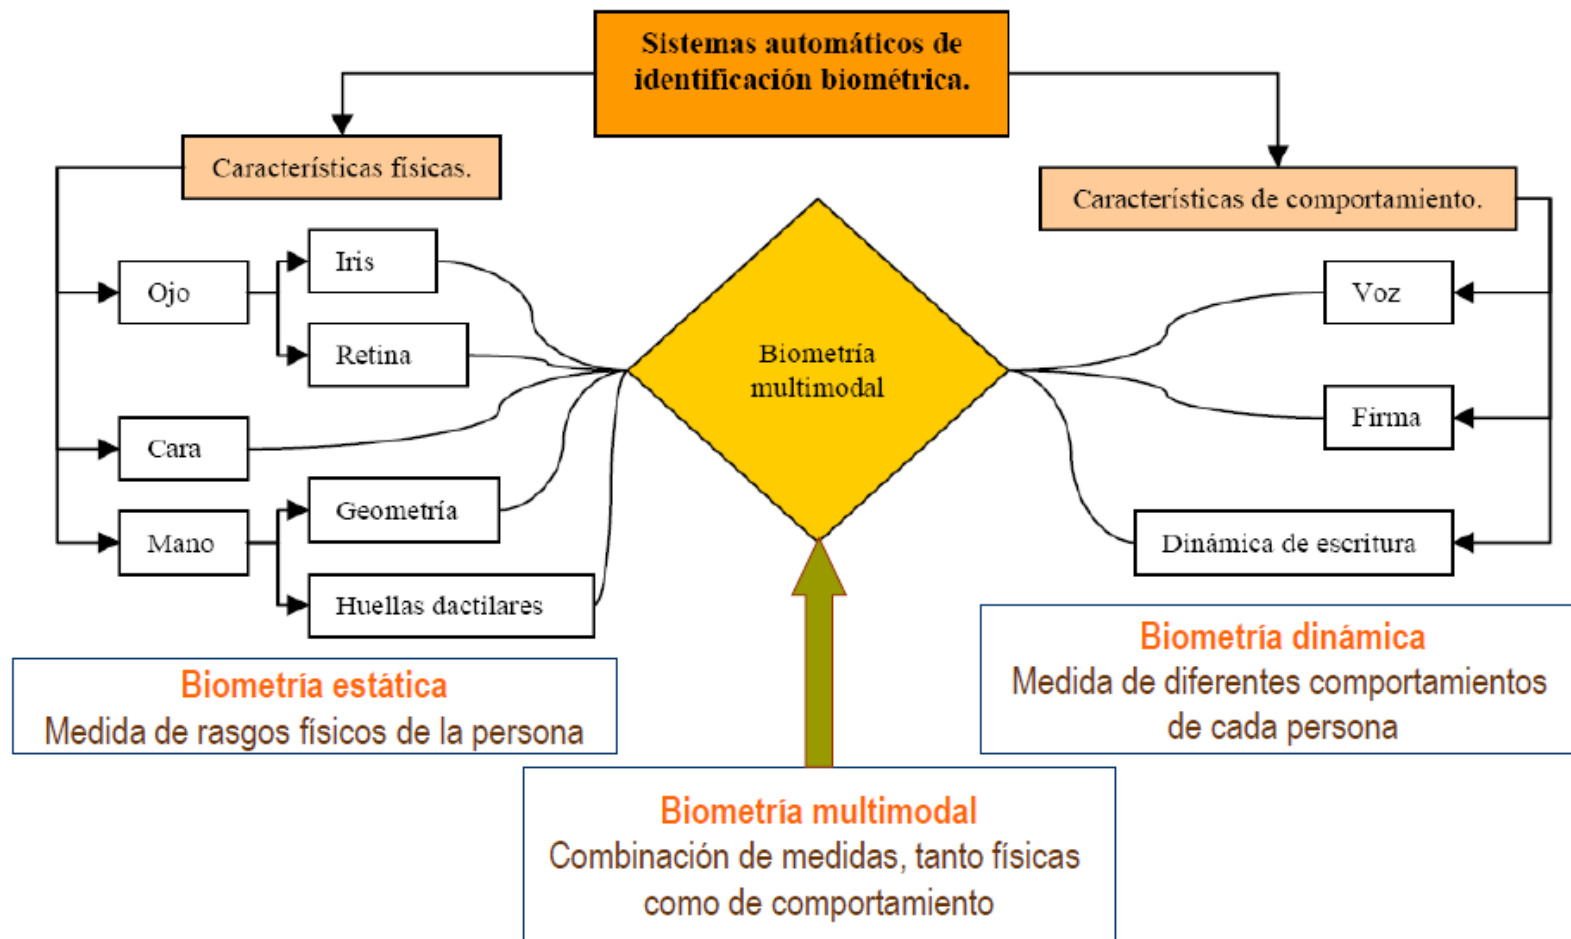 Sistemas automáticos de
identificación biométrica.
Características físicas.
Características de comportamiento.
Ojo
Iris
Retina
Cara
Mano
Geometría
Huellas dactilares
Biometría
multimodal
Voz
Firma
Dinámica de escritura
Biometría estática
Medida de rasgos físicos de la persona
Biometría dinámica
Medida de diferentes comportamientos
de cada persona
Biometría multimodal
Combinación de medidas, tanto físicas
como de comportamiento